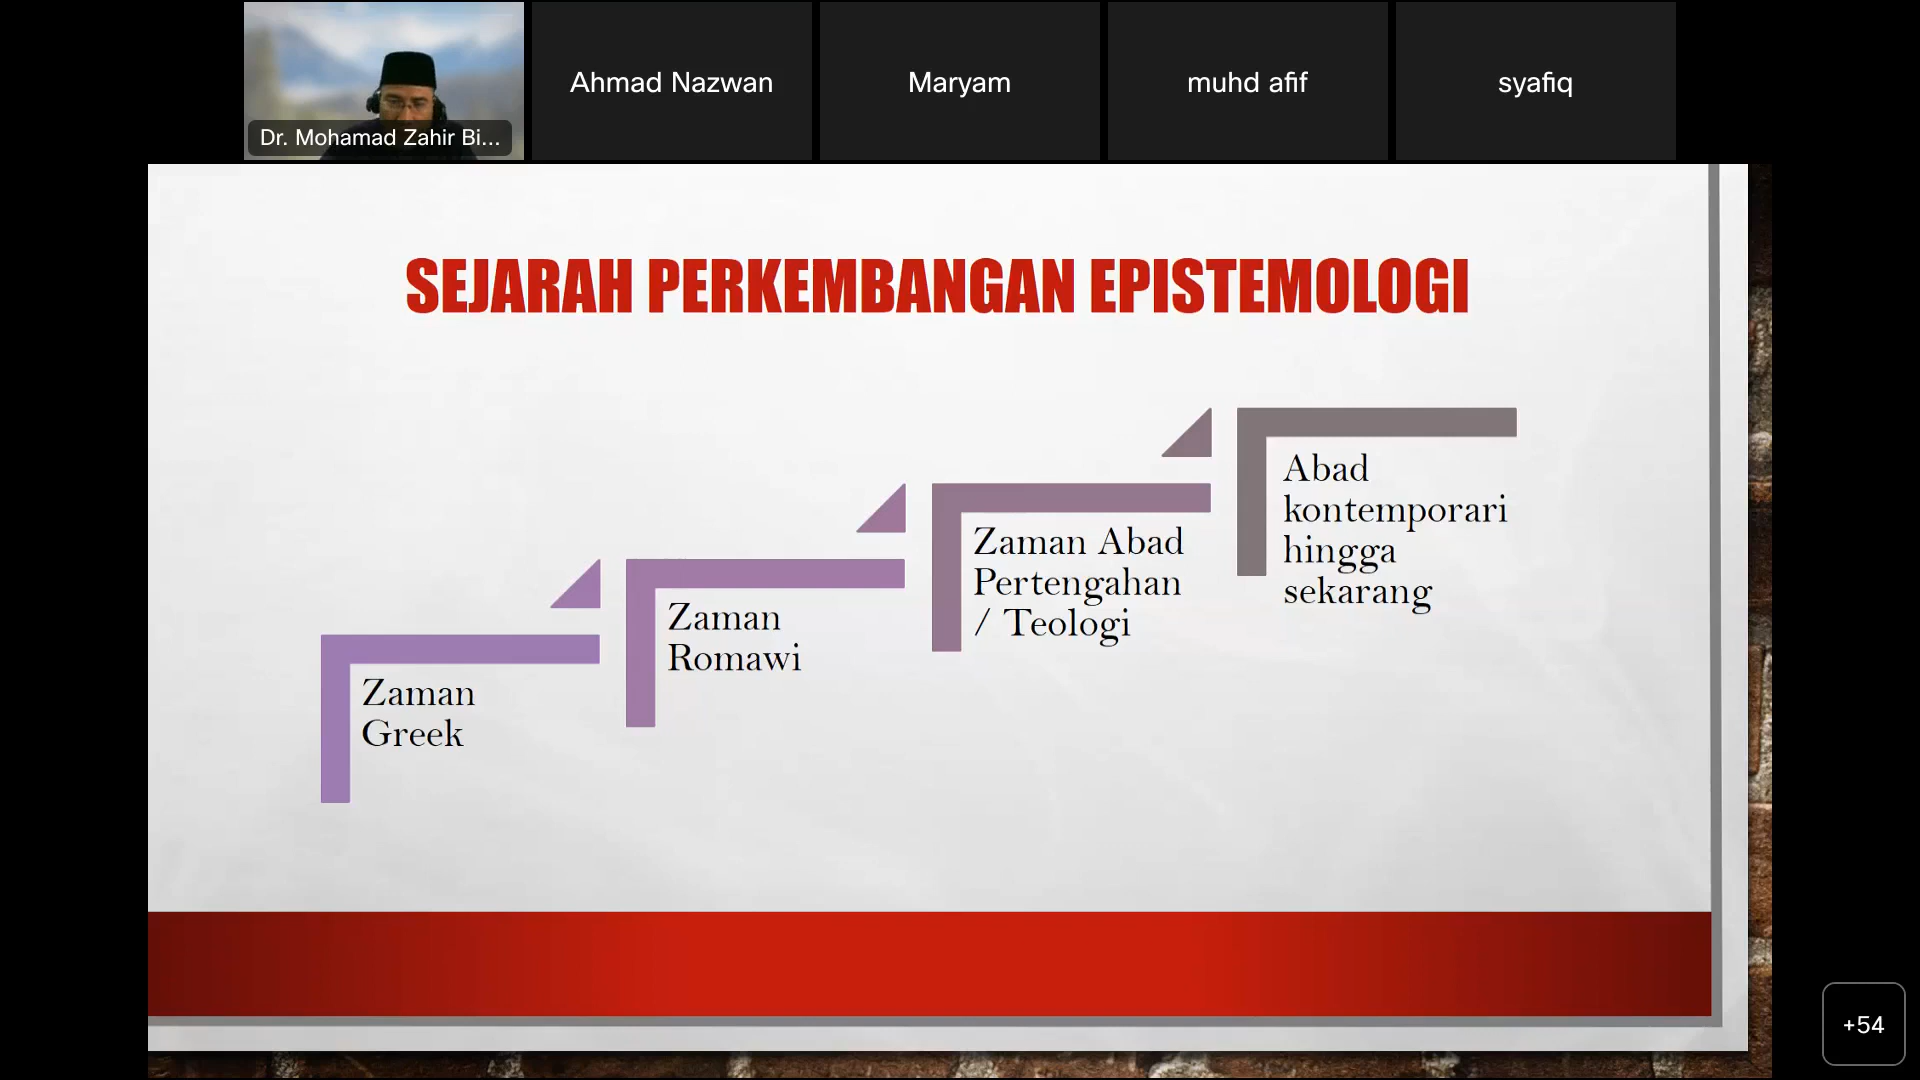 Dr. Mohamad Zahir Bi...
Ahmad Nazwan
Maryam
muhd afif
syafiq
SEJARAH PERKEMBANGAN EPISTEMOLOGI
Zaman
Greek
Zaman
Romawi
Zaman Abad
Pertengahan
/ Teologi
Abad
kontemporari
hingga
sekarang
+54